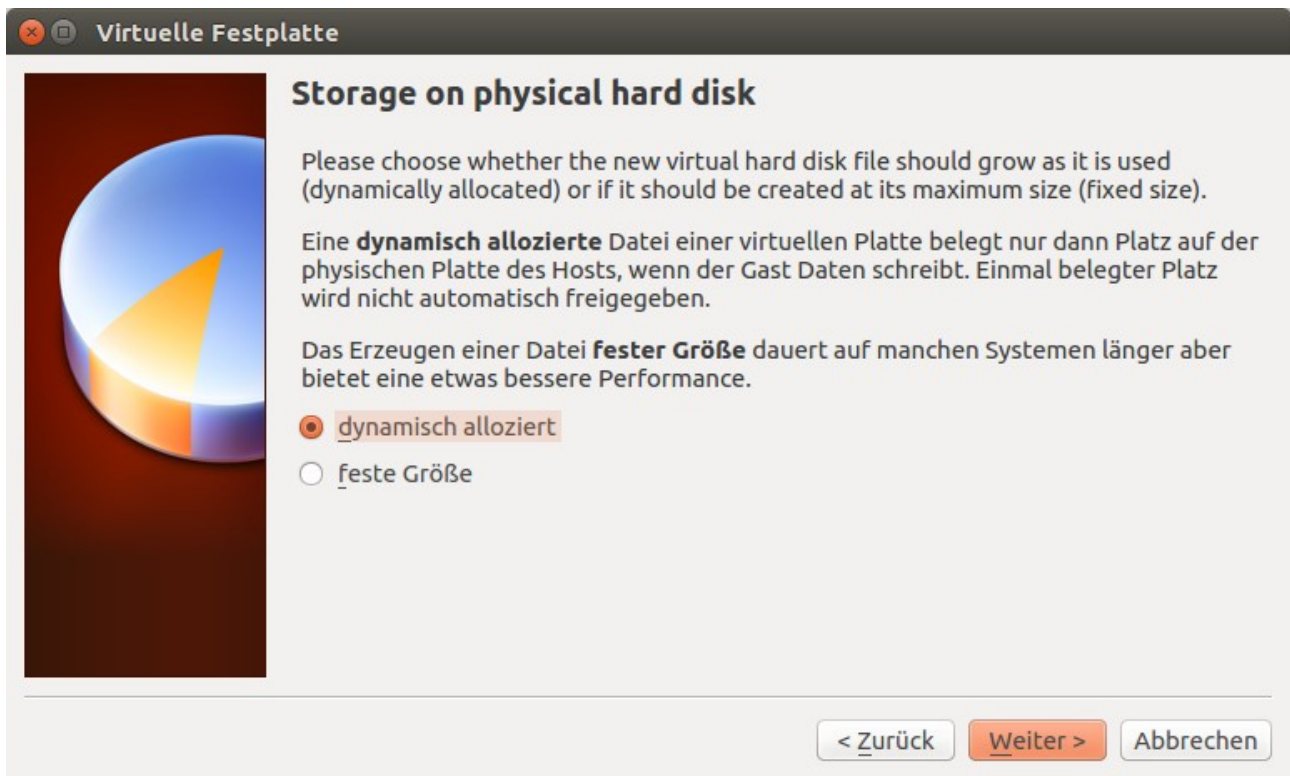 Virtuelle Festplatte
Storage on physical hard disk
Please choose whether the new virtual hard disk file should grow as it is used
(dynamically allocated) or if it should be created at its maximum size (fixed size).
Eine dynamisch allozierte Datei einer virtuellen Platte belegt nur dann Platz auf der
physischen Platte des Hosts, wenn der Gast Daten schreibt. Einmal belegter Platz
wird nicht automatisch freigegeben.
Das Erzeugen einer Datei fester Größe dauert auf manchen Systemen länger aber
bietet eine etwas bessere Performance.
dynamisch alloziert
feste Größe
< Zurück Weiter > Abbrechen